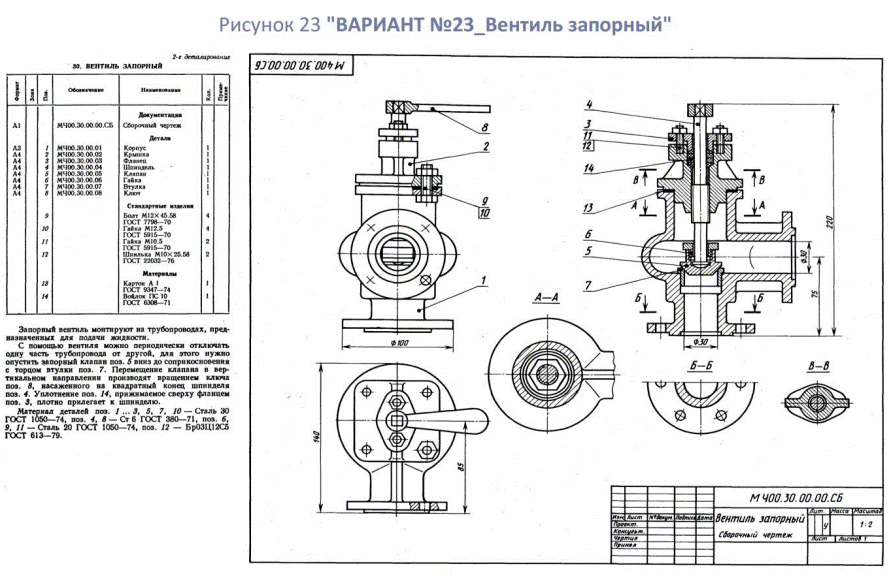 Рисунок 23 "ВАРИАНТ №23_Вентиль запорный"
2-е деталирование
30. ВЕНТИЛЬ ЗАПОРНЫЙ
Формат Зона Поз. Обозначение Наименование Кол. Примечание
Документация
А1 МЧ00.30.00.00.СБ Сборочный чертеж
Детали
А3 1 МЧ00.30.00.01 Корпус 1
А4 2 МЧ00.30.00.02 Крышка 1
А4 3 МЧ00.30.00.03 Фланец 1
А4 4 МЧ00.30.00.04 Шпиндель 1
А4 5 МЧ00.30.00.05 Клапан 1
А4 6 МЧ00.30.00.06 Гайка 1
А4 7 МЧ00.30.00.07 Втулка 1
А4 8 МЧ00.30.00.08 Ключ 1
Стандартные изделия
9 Болт М12×45.58 4
ГОСТ 7798—70
10 Гайка М12.5 4
ГОСТ 5915—70
11 Гайка М10.5 2
ГОСТ 5915—70
12 Шпилька М10×25.58 2
ГОСТ 22032—76
Материалы
13 Картон А 1 1
ГОСТ 9347—74
14 Войлок ПС 10 1
ГОСТ 6308—71
Запорный вентиль монтируют на трубопроводах, пред-
назначенных для подачи жидкости.
С помощью вентиля можно периодически отключать
одну часть трубопровода от другой, для этого нужно
опустить запорный клапан поз. 5 вниз до соприкосновения
с торцом втулки поз. 7. Перемещение клапана в вер-
тикальном направлении производят вращением ключа
поз. 8, насаженного на квадратный конец шпинделя
поз. 4. Уплотнение поз. 14, прижимаемое сверху фланцем
поз. 3, плотно прилегает к шпинделю.
Материал деталей поз. 1 ... 3, 5, 7, 10 — Сталь 30
ГОСТ 1050—74, поз. 4, 8 — Ст 6 ГОСТ 380—71, поз. 6,
9, 11 — Сталь 20 ГОСТ 1050—74, поз. 12 — Бр03Ц12С5
ГОСТ 613—79.
МЧ00.30.00.00.СБ
8
2
9
10
1
ϕ100
140
85
4
3
11
12
14
13
6
5
7
В В
А А
Б Б
220
ϕ30
75
ϕ30
А—А
Б—Б
В—В
МЧ00.30.00.00.СБ
Вентиль запорный
Сборочный чертеж
Лит. Масса Масштаб
у 1:2
Лист Листов 1
Изм Лист №Докум. Подпись Дата
Проект.
Консульт.
Чертил
Принял